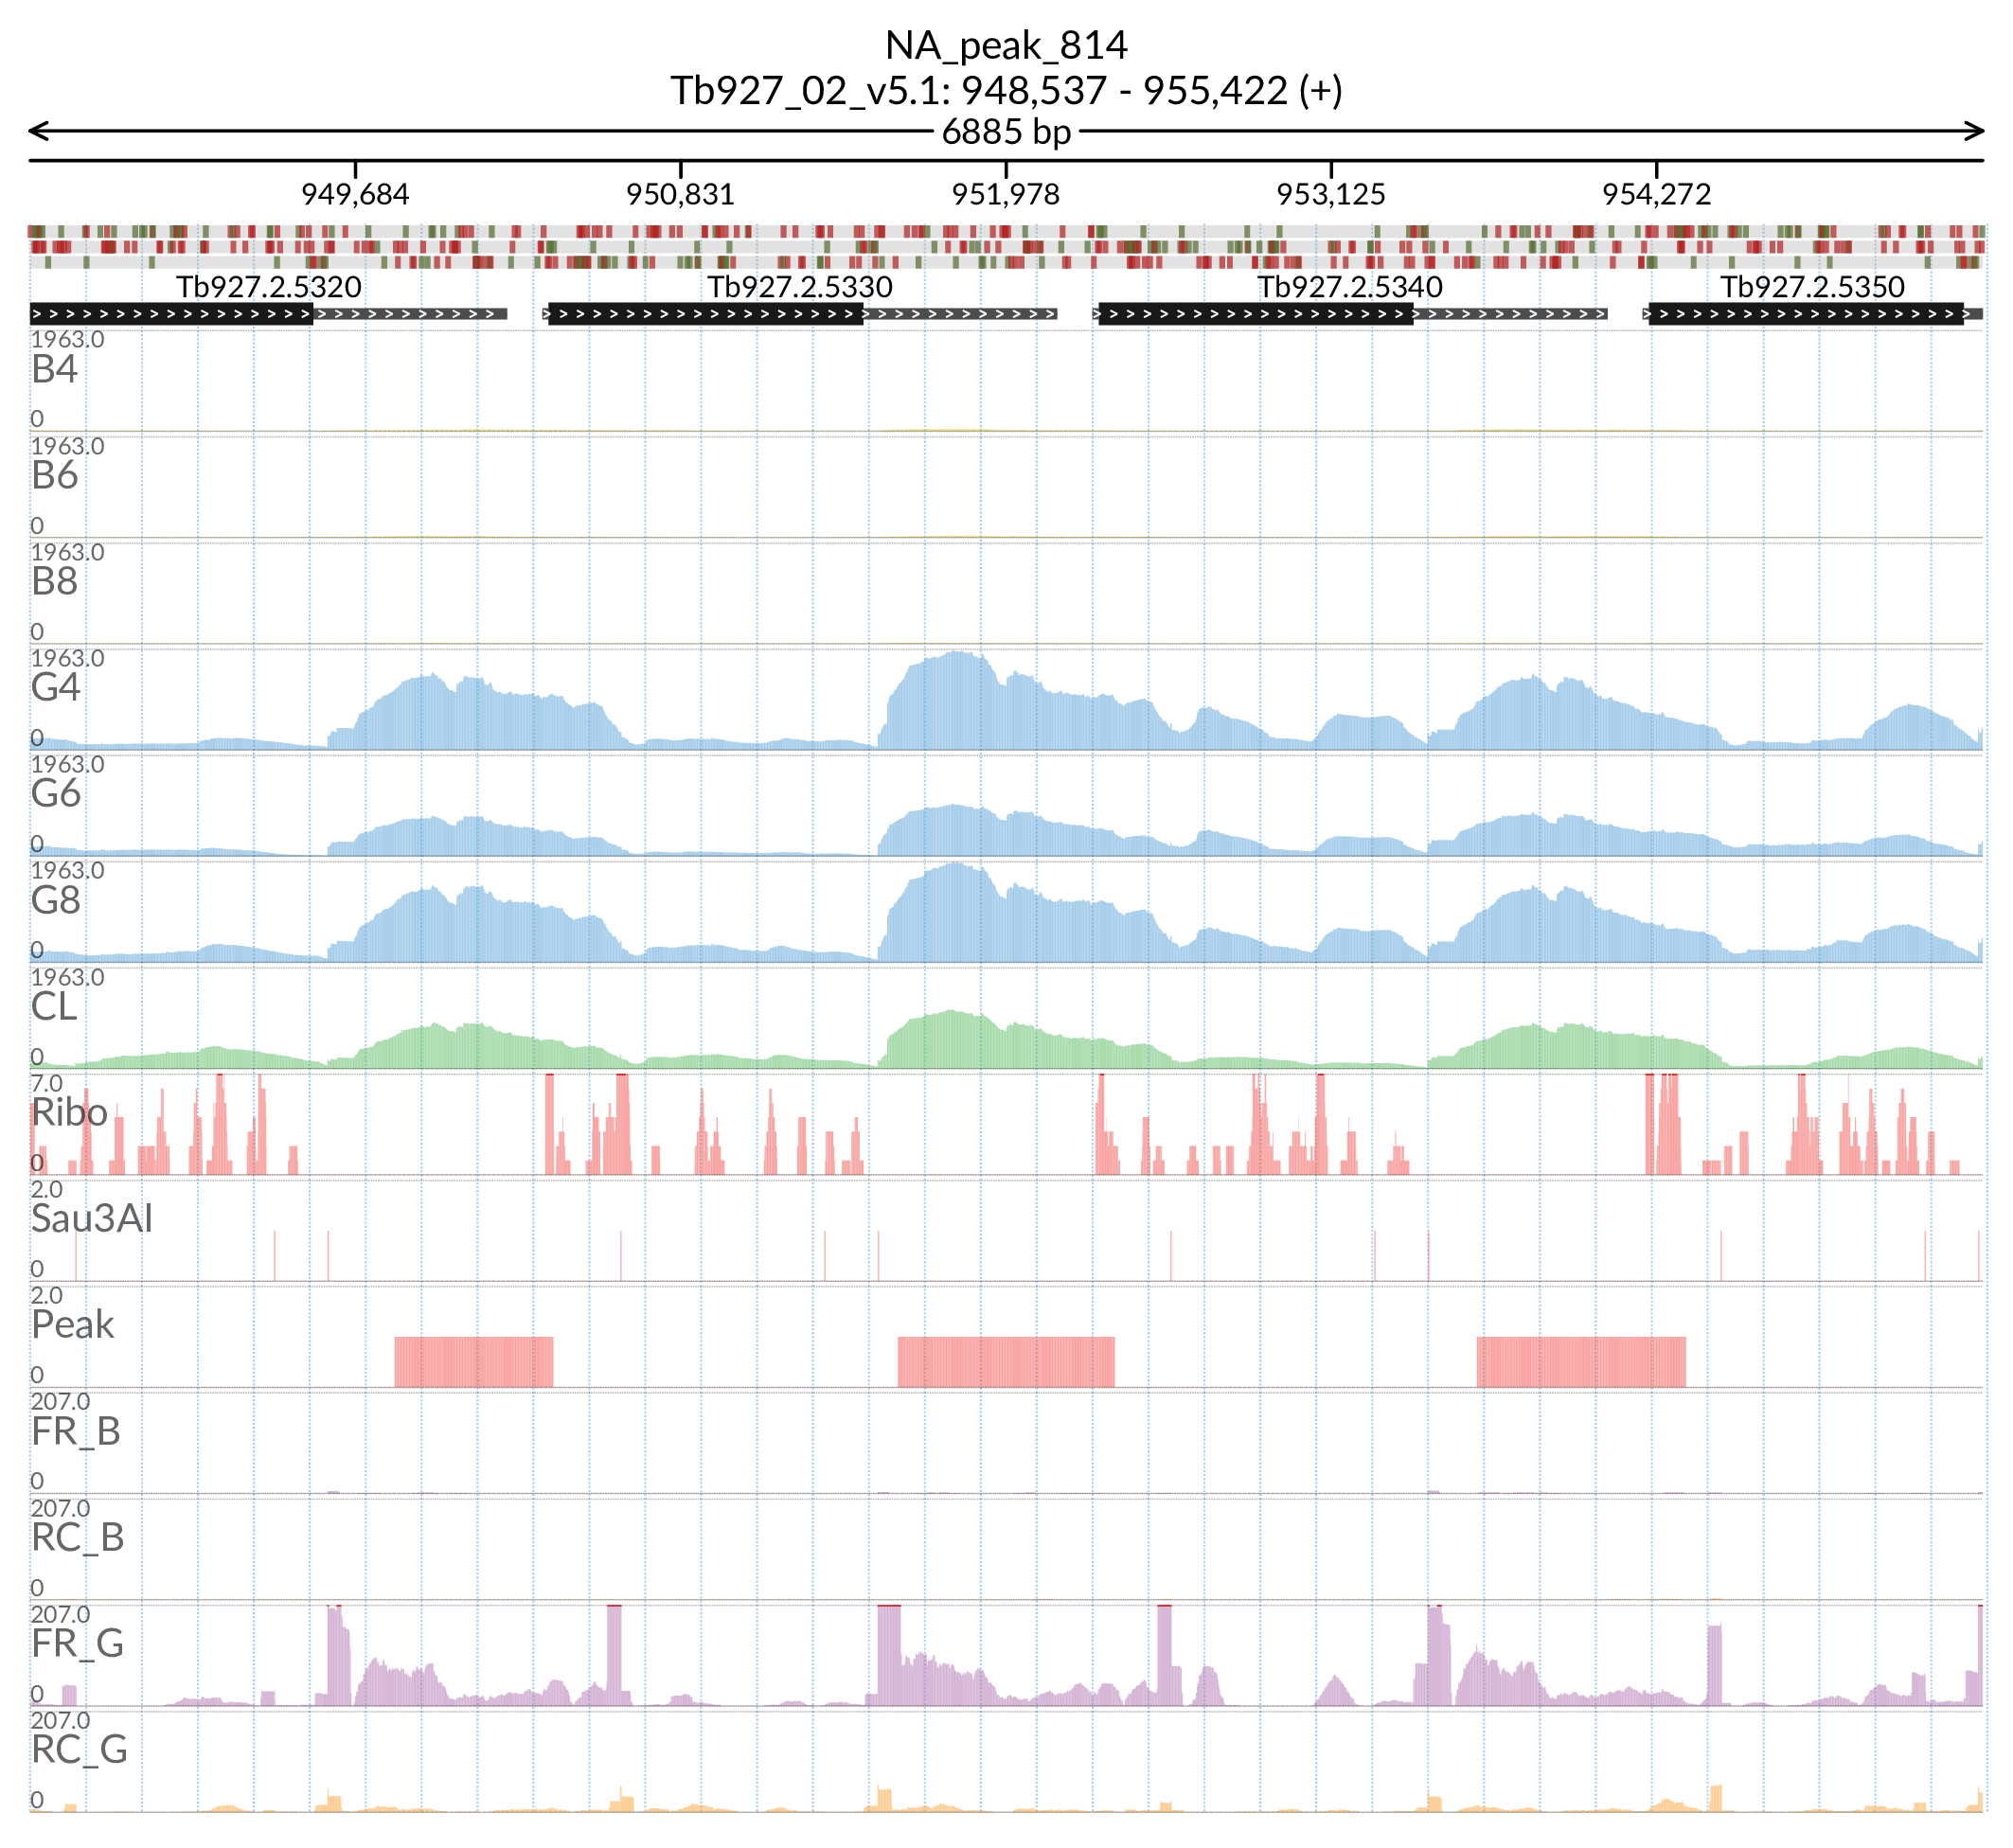 NA_peak_814
Tb927_02_v5.1: 948,537 - 955,422 (+)
6885 bp
949,684 950,831 951,978 953,125 954,272
Tb927.2.5320 Tb927.2.5330 Tb927.2.5340 Tb927.2.5350
1963.0
B4
0
1963.0
B6
0
1963.0
B8
0
1963.0
G4
0
1963.0
G6
0
1963.0
G8
0
1963.0
CL
0
7.0
Ribo
0
2.0
Sau3AI
0
2.0
Peak
0
207.0
FR_B
0
207.0
RC_B
0
207.0
FR_G
0
207.0
RC_G
0